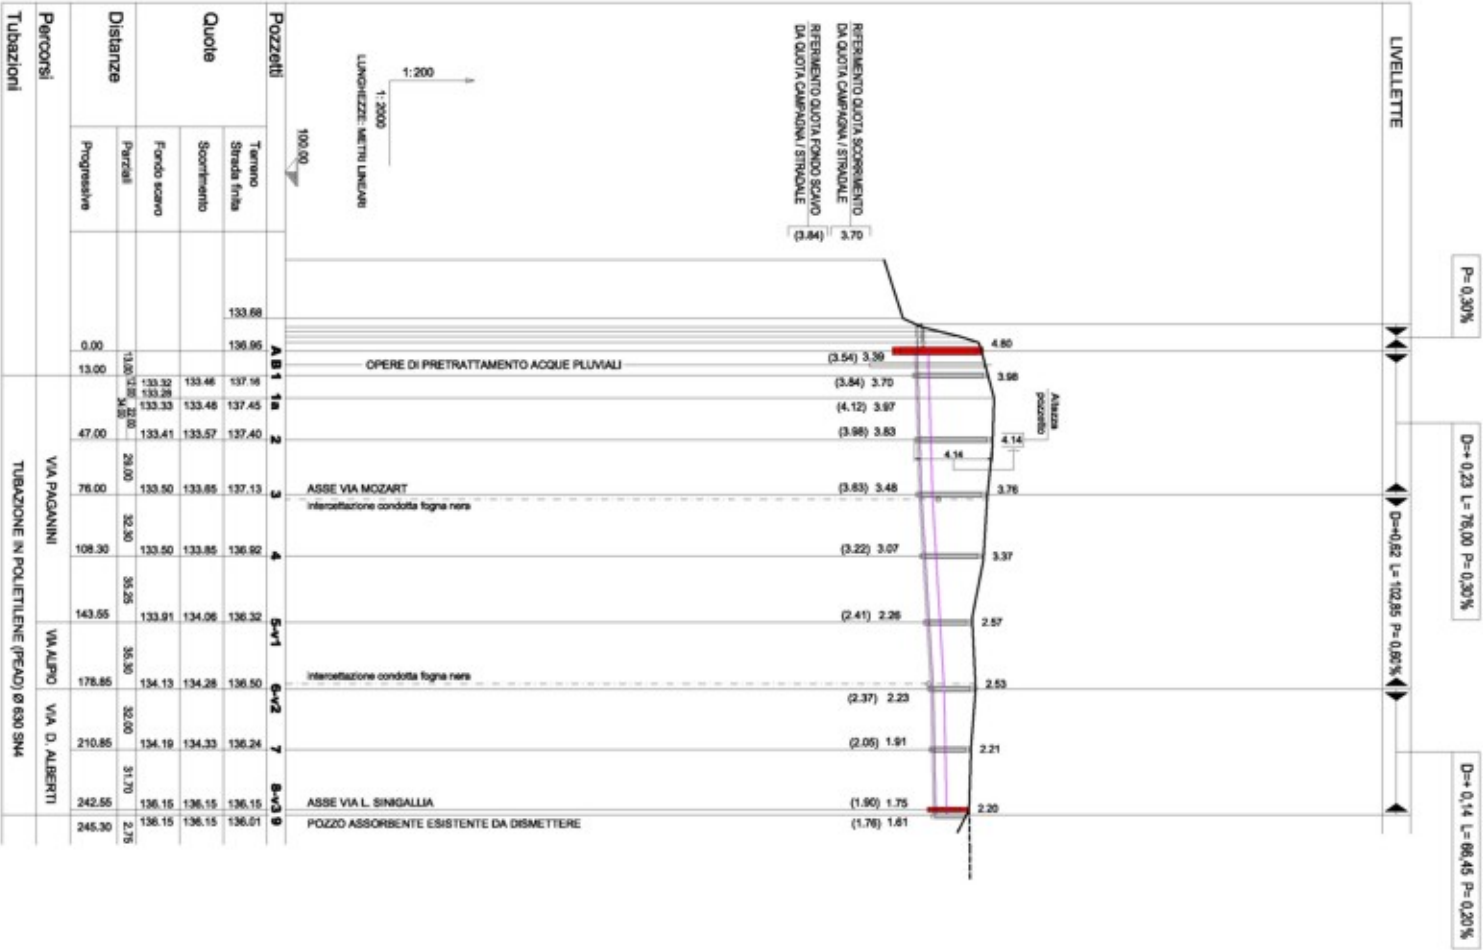 LIVELLETTE
P= 0,30%
D=+ 0,23 L= 76,00 P= 0,30%
D=+0,62 L= 102,85 P= 0,60%
D=+ 0,14 L= 66,45 P= 0,20%
RIFERIMENTO QUOTA SCORRIMENTO
DA QUOTA CAMPAGNA / STRADALE
3.70
RIFERIMENTO QUOTA FONDO SCAVO
DA QUOTA CAMPAGNA / STRADALE
(3.84)
Altezza
pozzetto
4.14
4.80
3.98
4.14
3.76
3.37
2.57
2.53
2.21
2.20
(3.54) 3.39
(3.84) 3.70
(4.12) 3.97
(3.98) 3.83
(3.63) 3.48
(3.22) 3.07
(2.41) 2.26
(2.37) 2.23
(2.05) 1.91
(1.90) 1.75
(1.76) 1.61
OPERE DI PRETRATTAMENTO ACQUE PLUVIALI
ASSE VIA MOZART
intercettazione condotta fogna nera
intercettazione condotta fogna nera
ASSE VIA L. SINIGALLIA
POZZO ASSORBENTE ESISTENTE DA DISMETTERE
1:200
1: 2000
LUNGHEZZE: METRI LINEARI
100.00
Pozzetti
A B 1 1a 2 3 4 5-v1 6-v2 7 8-v3 9
Quote
Terreno
Strada finita
133.68 136.95 137.16 137.45 137.40 137.13 136.92 136.32 136.50 136.24 136.15 136.01
Scorrimento
133.46 133.48 133.57 133.65 133.85 134.06 134.28 134.33 136.15 136.15
Fondo scavo
133.32 133.28 133.33 133.41 133.50 133.50 133.91 134.13 134.19 136.15 136.15
Distanze
Parziali
13.00 12.00 22.00 34.00 29.00 32.30 35.25 35.30 32.00 31.70 2.75
Progressive
0.00 13.00 47.00 76.00 108.30 143.55 178.85 210.85 242.55 245.30
Percorsi
VIA PAGANINI VIA ALIPIO VIA D. ALBERTI
Tubazioni
TUBAZIONE IN POLIETILENE (PEAD) Ø 630 SN4